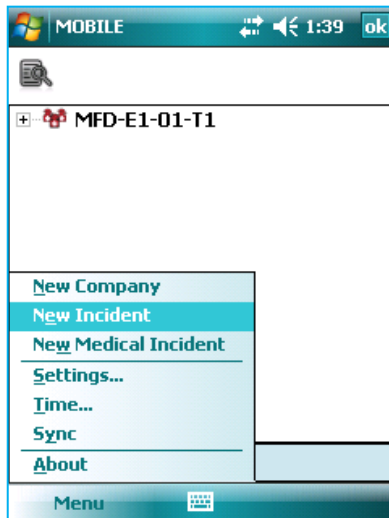 MOBILE 1:39 ok
MFD-E1-01-T1
New Company
New Incident
New Medical Incident
Settings...
Time...
Sync
About
Menu